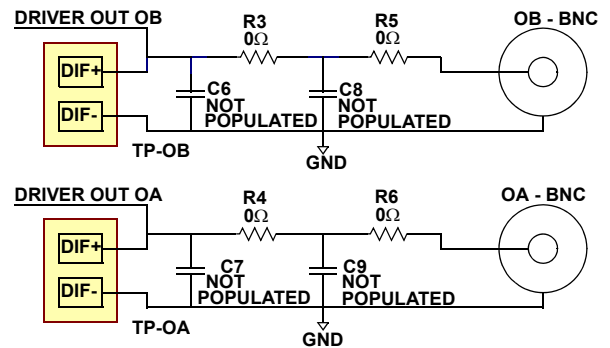 DRIVER OUT OB
R3
0Ω
R5
0Ω
OB - BNC
DIF+
DIF-
C6
NOT
POPULATED
C8
NOT
POPULATED
TP-OB
GND
DRIVER OUT OA
R4
0Ω
R6
0Ω
OA - BNC
DIF+
DIF-
C7
NOT
POPULATED
C9
NOT
POPULATED
TP-OA
GND